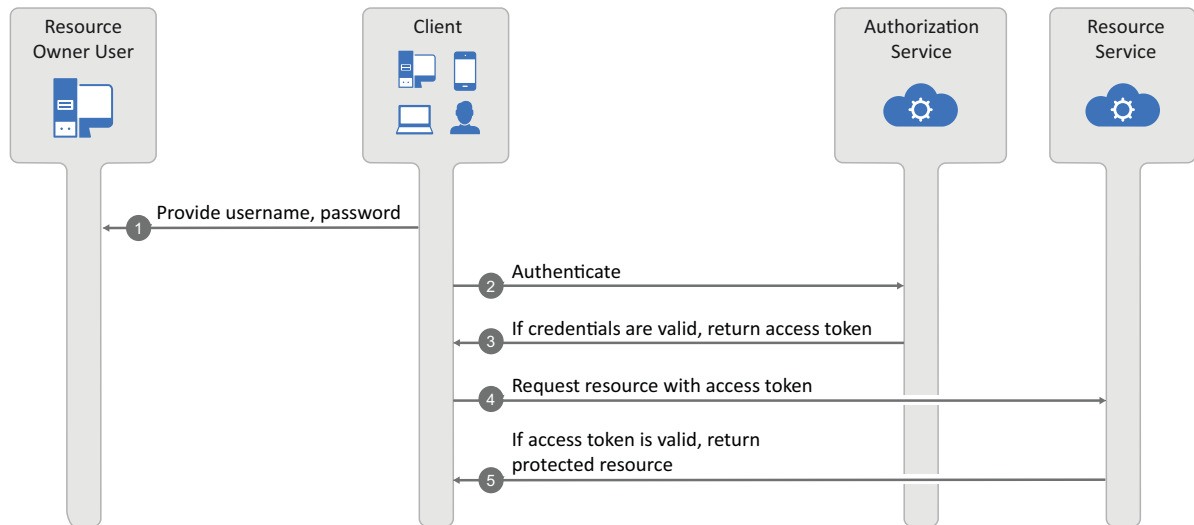 Resource
Owner User
Client
Authorization
Service
Resource
Service
1 Provide username, password
2 Authenticate
3 If credentials are valid, return access token
4 Request resource with access token
If access token is valid, return
5 protected resource